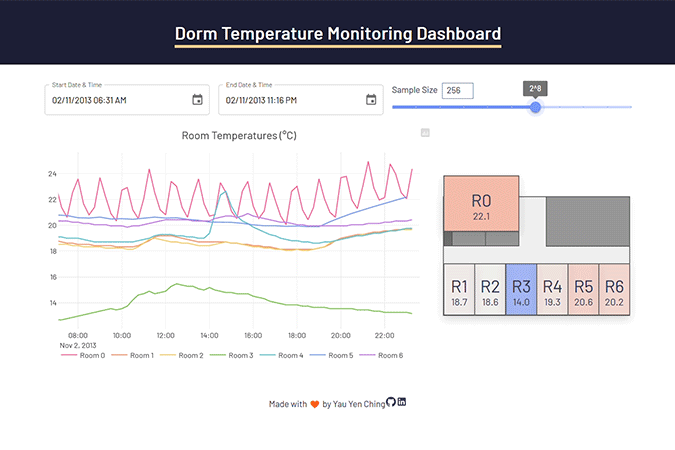 Dorm Temperature Monitoring Dashboard
Start Date & Time
02/11/2013 06:31 AM
End Date & Time
02/11/2013 11:16 PM
Sample Size 256
2^8
Room Temperatures (°C)
24
22
20
18
16
14
08:00 10:00 12:00 14:00 16:00 18:00 20:00 22:00
Nov 2, 2013
Room 0 Room 1 Room 2 Room 3 Room 4 Room 5 Room 6
R0
22.1
R1 R2 R3 R4 R5 R6
18.7 18.6 14.0 19.3 20.6 20.2
Made with by Yau Yen Ching